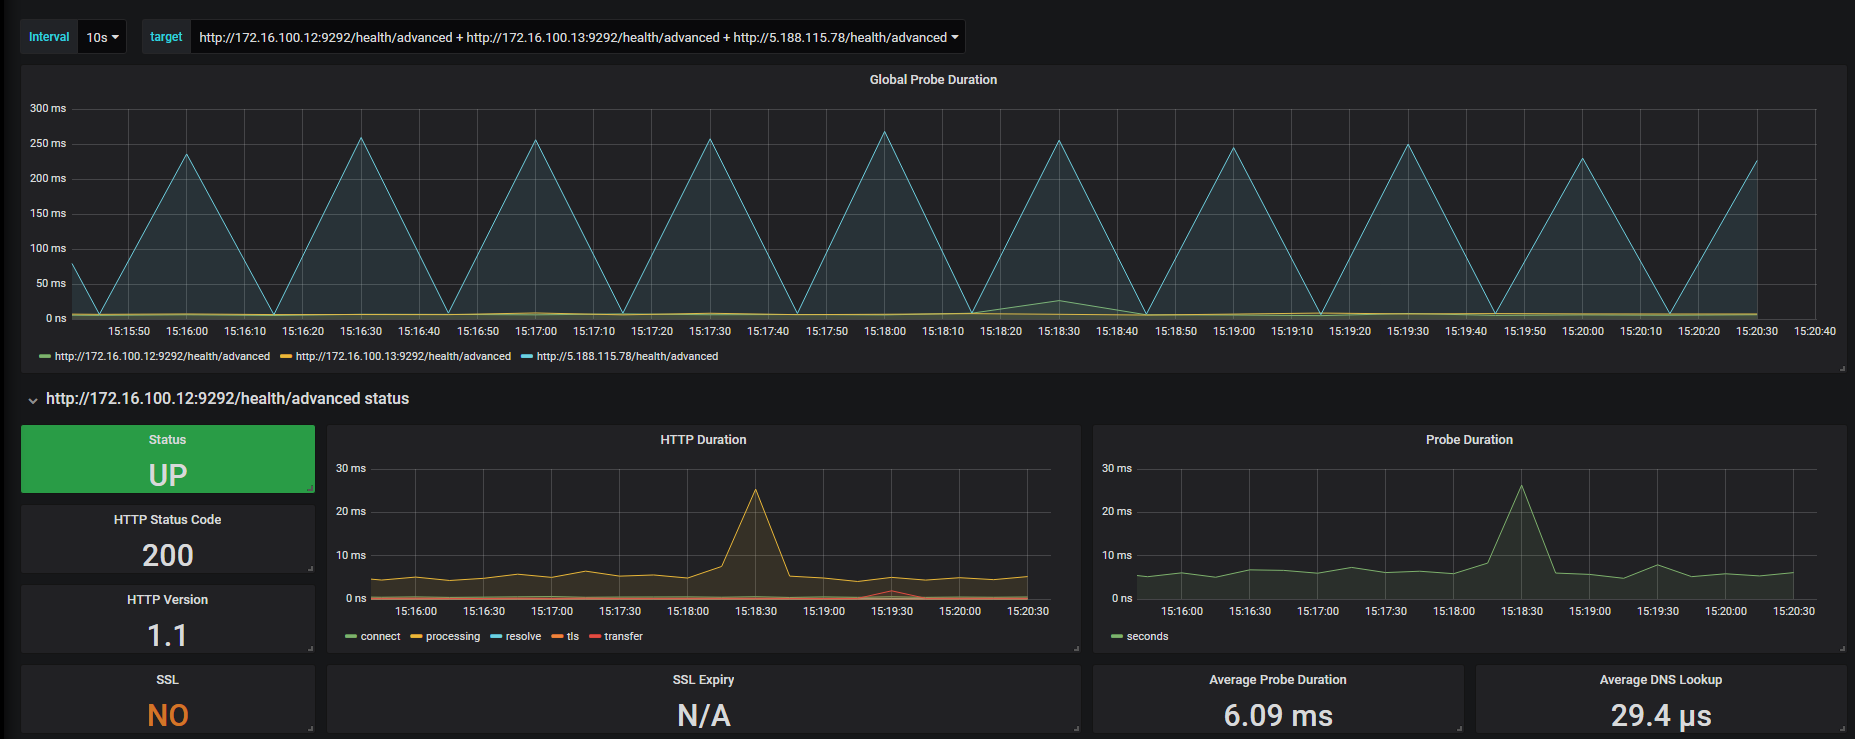 Interval 10s target http://172.16.100.12:9292/health/advanced + http://172.16.100.13:9292/health/advanced + http://5.188.115.78/health/advanced
Global Probe Duration
300 ms
250 ms
200 ms
150 ms
100 ms
50 ms
0 ns
15:15:50 15:16:00 15:16:10 15:16:20 15:16:30 15:16:40 15:16:50 15:17:00 15:17:10 15:17:20 15:17:30 15:17:40 15:17:50 15:18:00 15:18:10 15:18:20 15:18:30 15:18:40 15:18:50 15:19:00 15:19:10 15:19:20 15:19:30 15:19:40 15:19:50 15:20:00 15:20:10 15:20:20 15:20:30 15:20:40
http://172.16.100.12:9292/health/advanced http://172.16.100.13:9292/health/advanced http://5.188.115.78/health/advanced
http://172.16.100.12:9292/health/advanced status
Status
UP
HTTP Status Code
200
HTTP Version
1.1
HTTP Duration
30 ms
20 ms
10 ms
0 ns
15:16:00 15:16:30 15:17:00 15:17:30 15:18:00 15:18:30 15:19:00 15:19:30 15:20:00 15:20:30
connect processing resolve tls transfer
Probe Duration
30 ms
20 ms
10 ms
0 ns
15:16:00 15:16:30 15:17:00 15:17:30 15:18:00 15:18:30 15:19:00 15:19:30 15:20:00 15:20:30
seconds
SSL
NO
SSL Expiry
N/A
Average Probe Duration
6.09 ms
Average DNS Lookup
29.4 µs